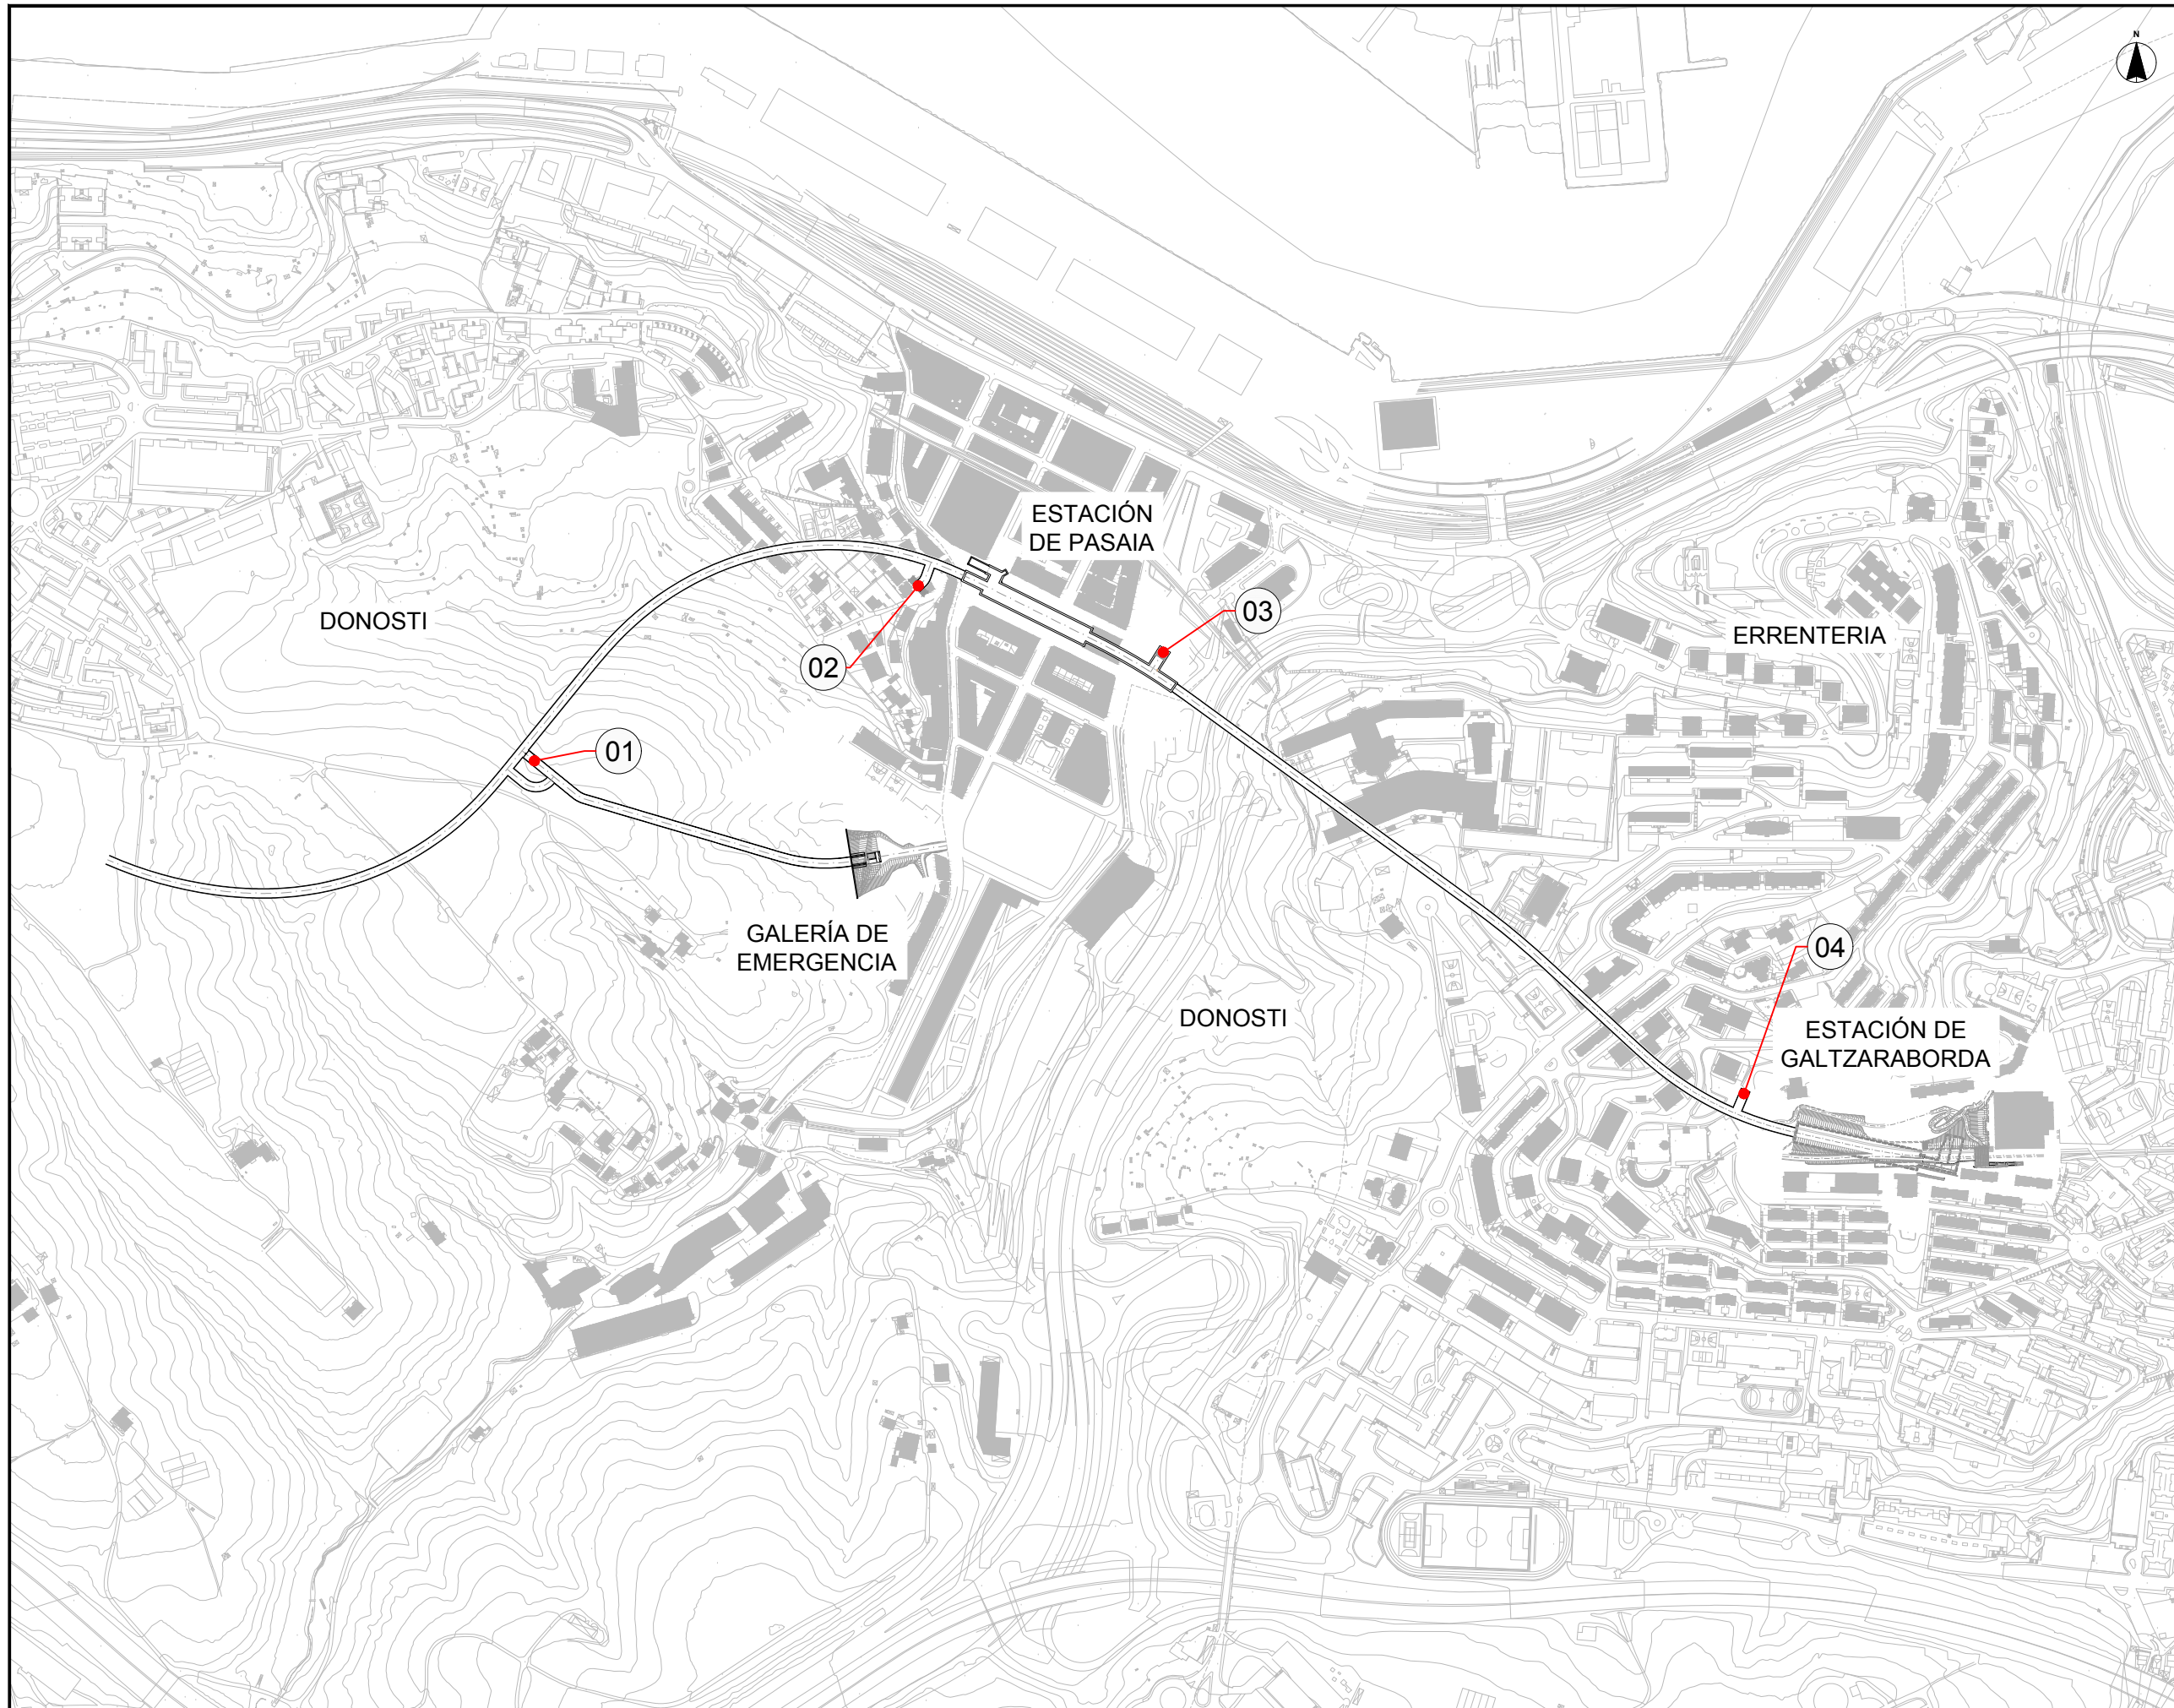 N
ESTACIÓN
DE PASAIA
DONOSTI
03
02
ERRENTERIA
01
GALERÍA DE
EMERGENCIA
04
DONOSTI
ESTACIÓN DE
GALTZARABORDA